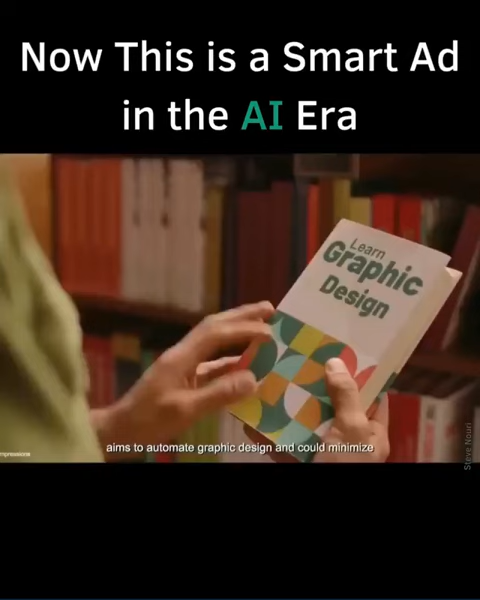 Now This is a Smart Ad
in the AI Era
Learn
Graphic
Design
aims to automate graphic design and could minimize
Steve Nouri